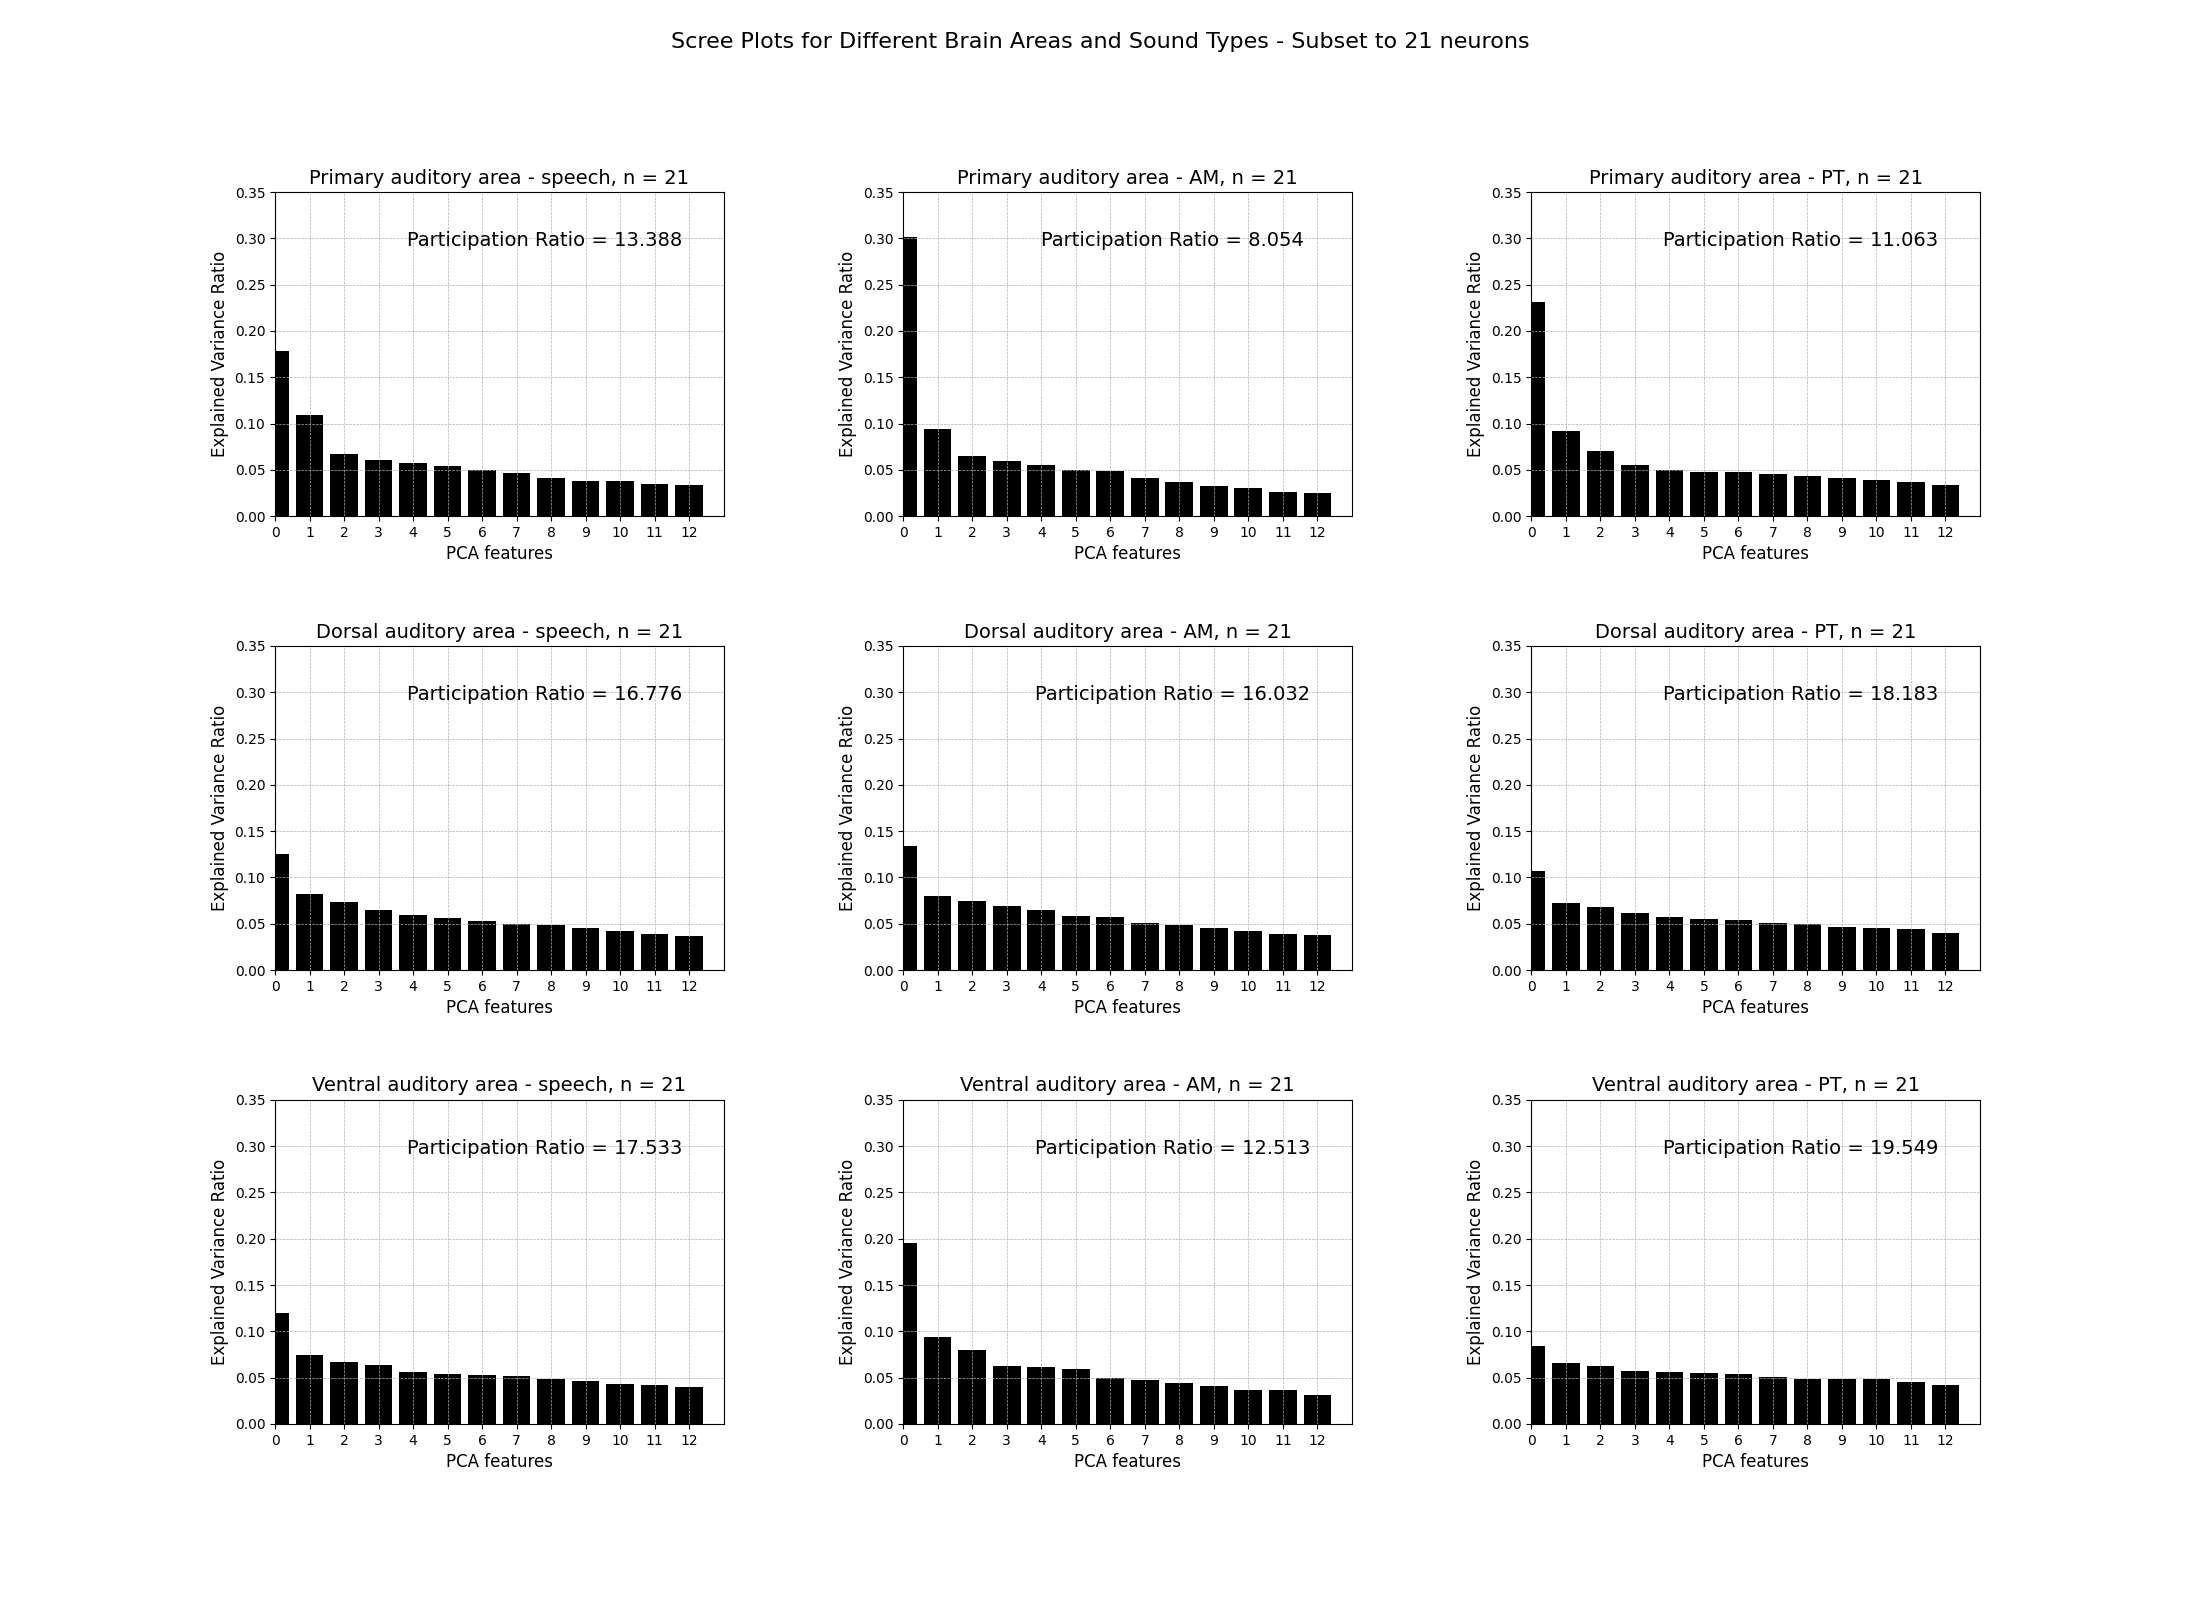 Scree Plots for Different Brain Areas and Sound Types - Subset to 21 neurons
Primary auditory area - speech, n = 21
Participation Ratio = 13.388
Explained Variance Ratio
0.35
0.30
0.25
0.20
0.15
0.10
0.05
0.00
0 1 2 3 4 5 6 7 8 9 10 11 12
PCA features
Primary auditory area - AM, n = 21
Participation Ratio = 8.054
Explained Variance Ratio
0.35
0.30
0.25
0.20
0.15
0.10
0.05
0.00
0 1 2 3 4 5 6 7 8 9 10 11 12
PCA features
Primary auditory area - PT, n = 21
Participation Ratio = 11.063
Explained Variance Ratio
0.35
0.30
0.25
0.20
0.15
0.10
0.05
0.00
0 1 2 3 4 5 6 7 8 9 10 11 12
PCA features
Dorsal auditory area - speech, n = 21
Participation Ratio = 16.776
Explained Variance Ratio
0.35
0.30
0.25
0.20
0.15
0.10
0.05
0.00
0 1 2 3 4 5 6 7 8 9 10 11 12
PCA features
Dorsal auditory area - AM, n = 21
Participation Ratio = 16.032
Explained Variance Ratio
0.35
0.30
0.25
0.20
0.15
0.10
0.05
0.00
0 1 2 3 4 5 6 7 8 9 10 11 12
PCA features
Dorsal auditory area - PT, n = 21
Participation Ratio = 18.183
Explained Variance Ratio
0.35
0.30
0.25
0.20
0.15
0.10
0.05
0.00
0 1 2 3 4 5 6 7 8 9 10 11 12
PCA features
Ventral auditory area - speech, n = 21
Participation Ratio = 17.533
Explained Variance Ratio
0.35
0.30
0.25
0.20
0.15
0.10
0.05
0.00
0 1 2 3 4 5 6 7 8 9 10 11 12
PCA features
Ventral auditory area - AM, n = 21
Participation Ratio = 12.513
Explained Variance Ratio
0.35
0.30
0.25
0.20
0.15
0.10
0.05
0.00
0 1 2 3 4 5 6 7 8 9 10 11 12
PCA features
Ventral auditory area - PT, n = 21
Participation Ratio = 19.549
Explained Variance Ratio
0.35
0.30
0.25
0.20
0.15
0.10
0.05
0.00
0 1 2 3 4 5 6 7 8 9 10 11 12
PCA features